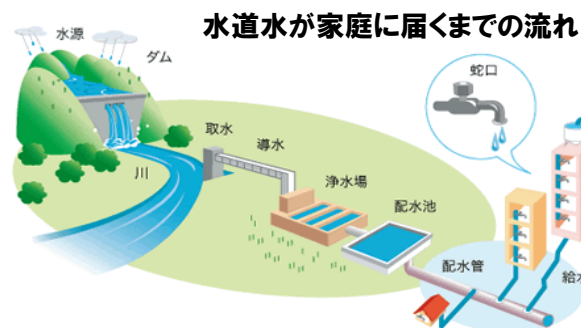 水道水が家庭に届くまでの流れ
水源
ダム
蛇口
取水
導水
川
浄水場
配水池
配水管
給水